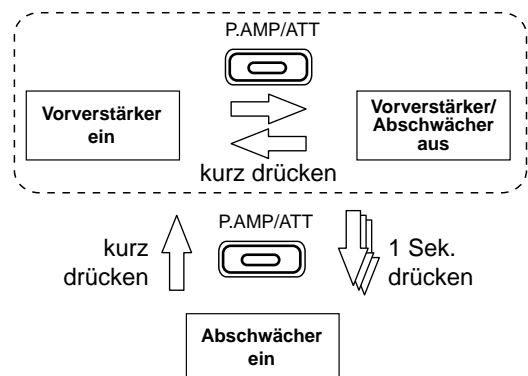 P.AMP/ATT
Vorverstärker
ein
Vorverstärker/
Abschwächer
aus
kurz drücken
P.AMP/ATT
kurz
drücken
1 Sek.
drücken
Abschwächer
ein